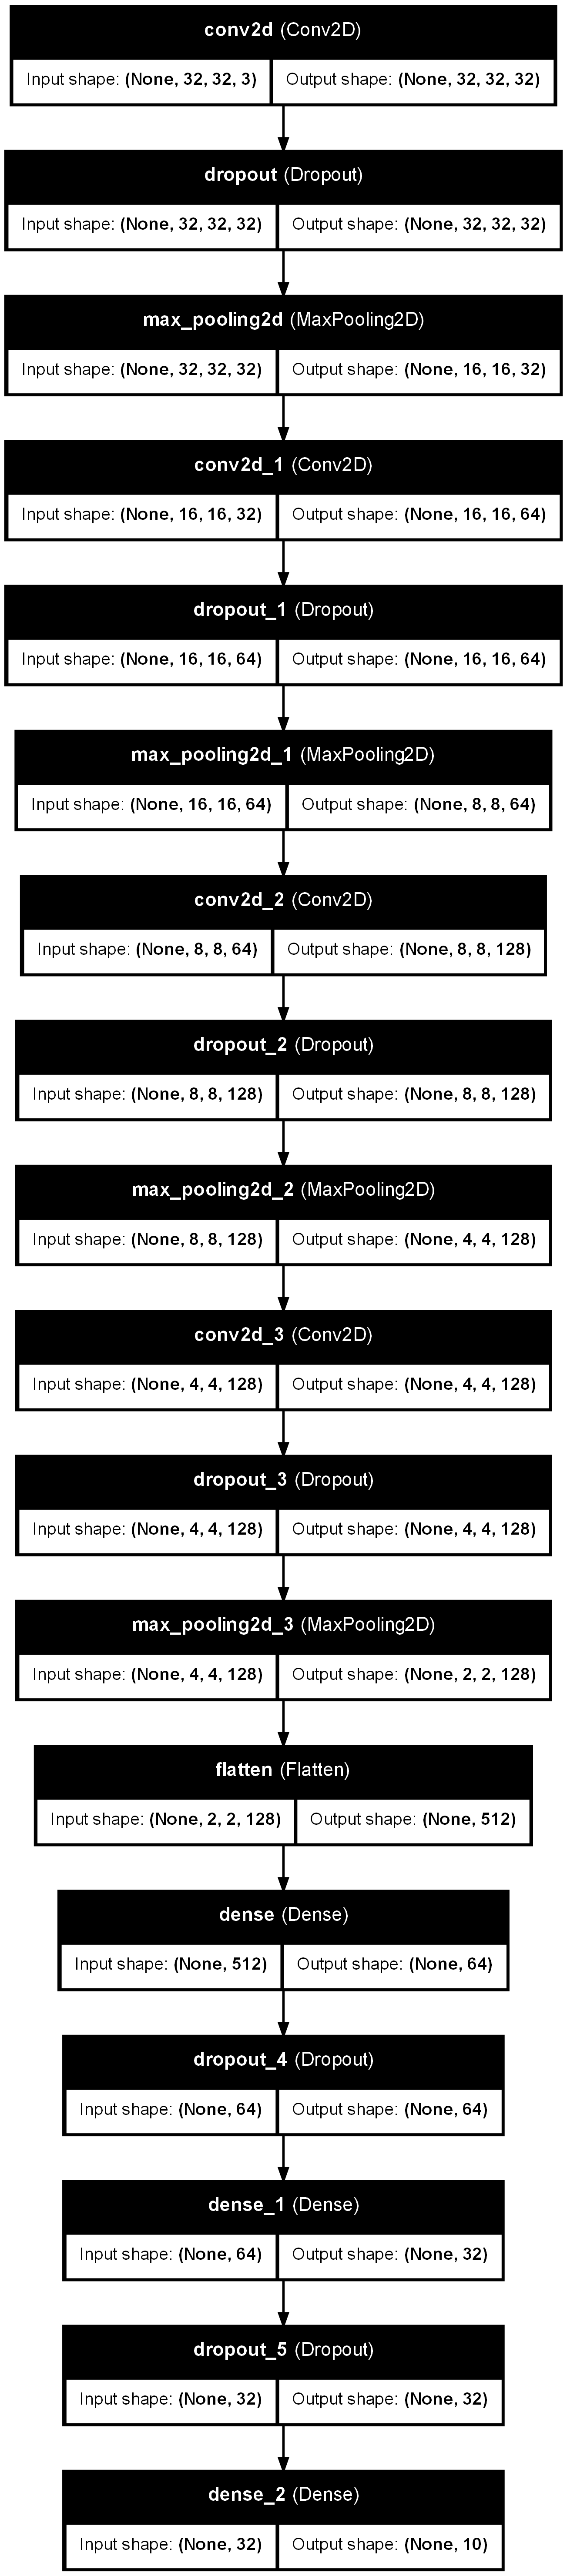 conv2d (Conv2D)
Input shape: (None, 32, 32, 3) Output shape: (None, 32, 32, 32)
dropout (Dropout)
Input shape: (None, 32, 32, 32) Output shape: (None, 32, 32, 32)
max_pooling2d (MaxPooling2D)
Input shape: (None, 32, 32, 32) Output shape: (None, 16, 16, 32)
conv2d_1 (Conv2D)
Input shape: (None, 16, 16, 32) Output shape: (None, 16, 16, 64)
dropout_1 (Dropout)
Input shape: (None, 16, 16, 64) Output shape: (None, 16, 16, 64)
max_pooling2d_1 (MaxPooling2D)
Input shape: (None, 16, 16, 64) Output shape: (None, 8, 8, 64)
conv2d_2 (Conv2D)
Input shape: (None, 8, 8, 64) Output shape: (None, 8, 8, 128)
dropout_2 (Dropout)
Input shape: (None, 8, 8, 128) Output shape: (None, 8, 8, 128)
max_pooling2d_2 (MaxPooling2D)
Input shape: (None, 8, 8, 128) Output shape: (None, 4, 4, 128)
conv2d_3 (Conv2D)
Input shape: (None, 4, 4, 128) Output shape: (None, 4, 4, 128)
dropout_3 (Dropout)
Input shape: (None, 4, 4, 128) Output shape: (None, 4, 4, 128)
max_pooling2d_3 (MaxPooling2D)
Input shape: (None, 4, 4, 128) Output shape: (None, 2, 2, 128)
flatten (Flatten)
Input shape: (None, 2, 2, 128) Output shape: (None, 512)
dense (Dense)
Input shape: (None, 512) Output shape: (None, 64)
dropout_4 (Dropout)
Input shape: (None, 64) Output shape: (None, 64)
dense_1 (Dense)
Input shape: (None, 64) Output shape: (None, 32)
dropout_5 (Dropout)
Input shape: (None, 32) Output shape: (None, 32)
dense_2 (Dense)
Input shape: (None, 32) Output shape: (None, 10)